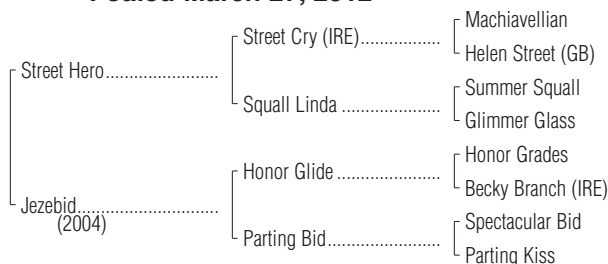 Foaled March 27, 2012
Machiavellian
Street Cry (IRE)
Helen Street (GB)
Street Hero
Summer Squall
Squall Linda
Glimmer Glass
Honor Grades
Honor Glide
Becky Branch (IRE)
Jezebid
(2004)
Spectacular Bid
Parting Bid
Parting Kiss